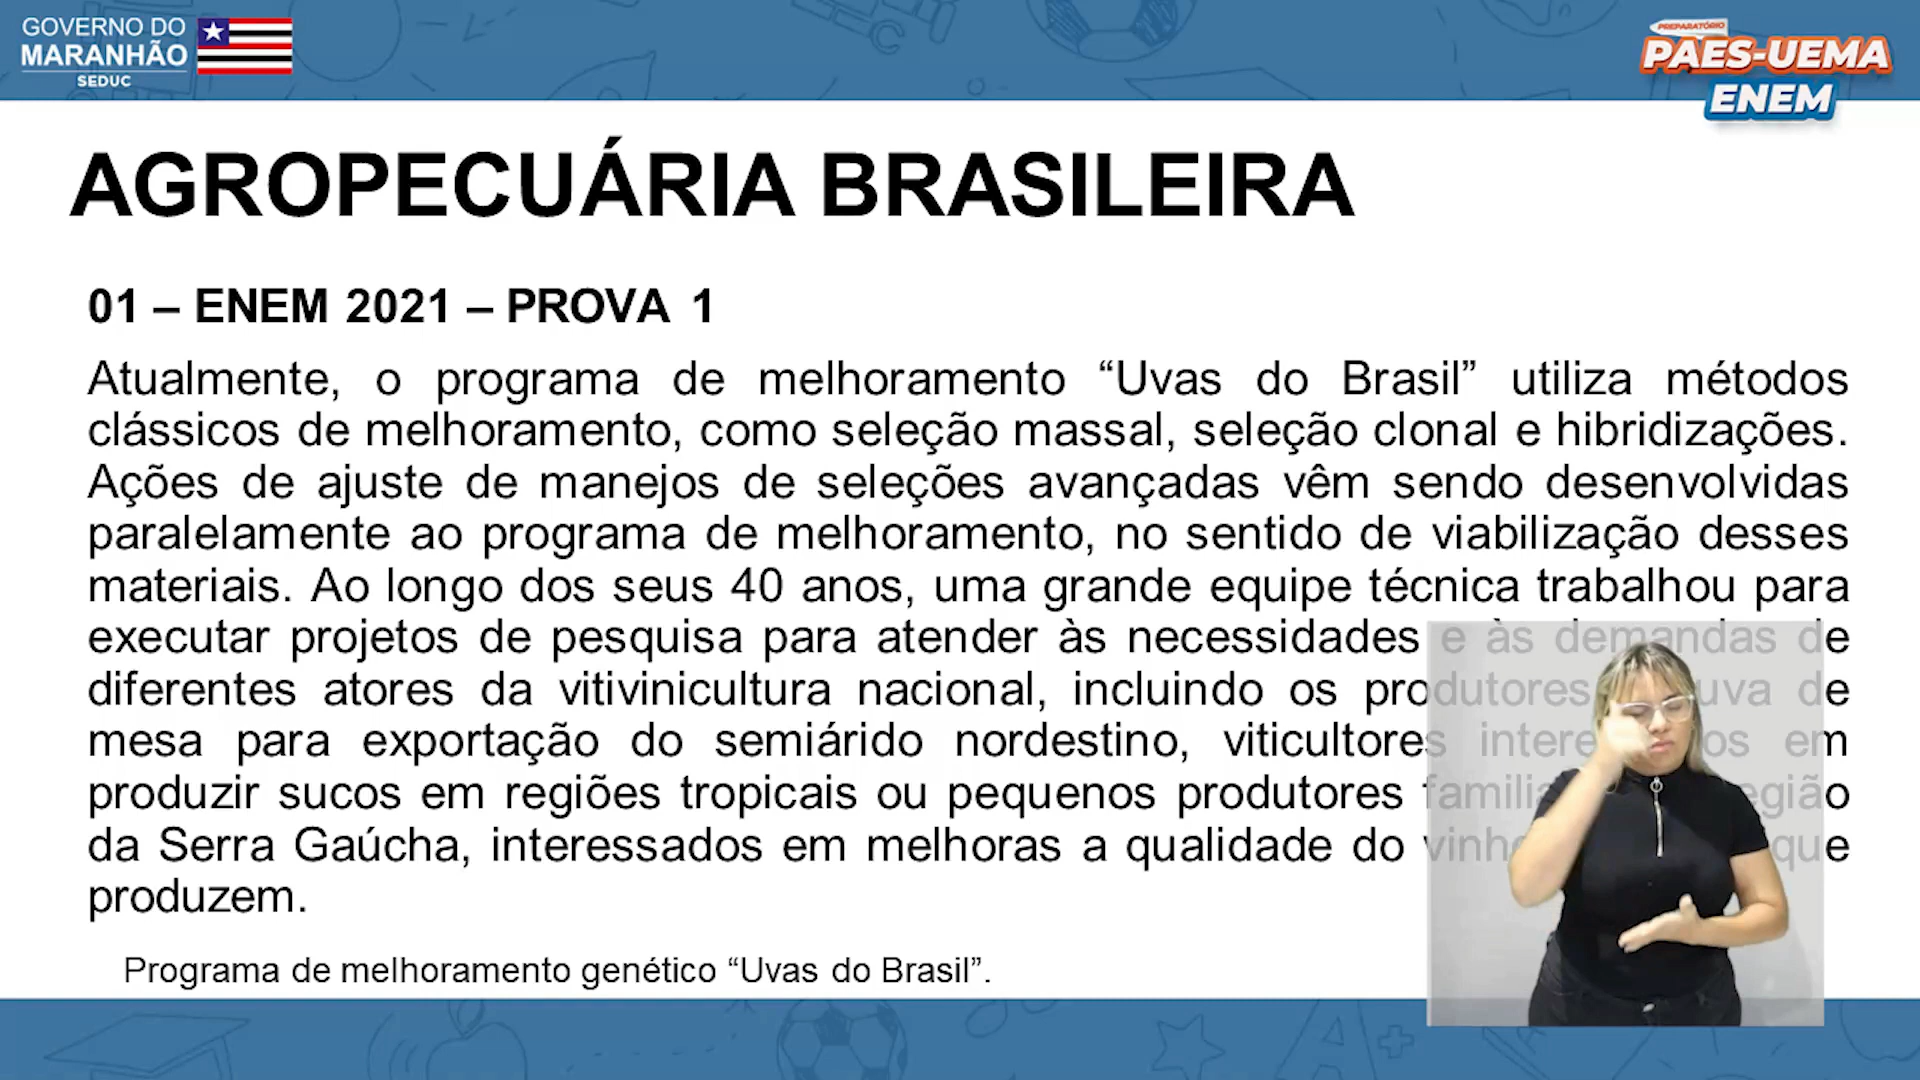 GOVERNO DO
MARANHÃO
SEDUC
PREPARATÓRIO
PAES-UEMA
ENEM
AGROPECUÁRIA BRASILEIRA
01 – ENEM 2021 – PROVA 1
Atualmente, o programa de melhoramento “Uvas do Brasil” utiliza métodos
clássicos de melhoramento, como seleção massal, seleção clonal e hibridizações.
Ações de ajuste de manejos de seleções avançadas vêm sendo desenvolvidas
paralelamente ao programa de melhoramento, no sentido de viabilização desses
materiais. Ao longo dos seus 40 anos, uma grande equipe técnica trabalhou para
executar projetos de pesquisa para atender às necessidades e às demandas de
diferentes atores da vitivinicultura nacional, incluindo os produtores uva de
mesa para exportação do semiárido nordestino, viticultores em
produzir sucos em regiões tropicais ou pequenos produtores região
da Serra Gaúcha, interessados em melhoras a qualidade do que
produzem.
Programa de melhoramento genético “Uvas do Brasil”.